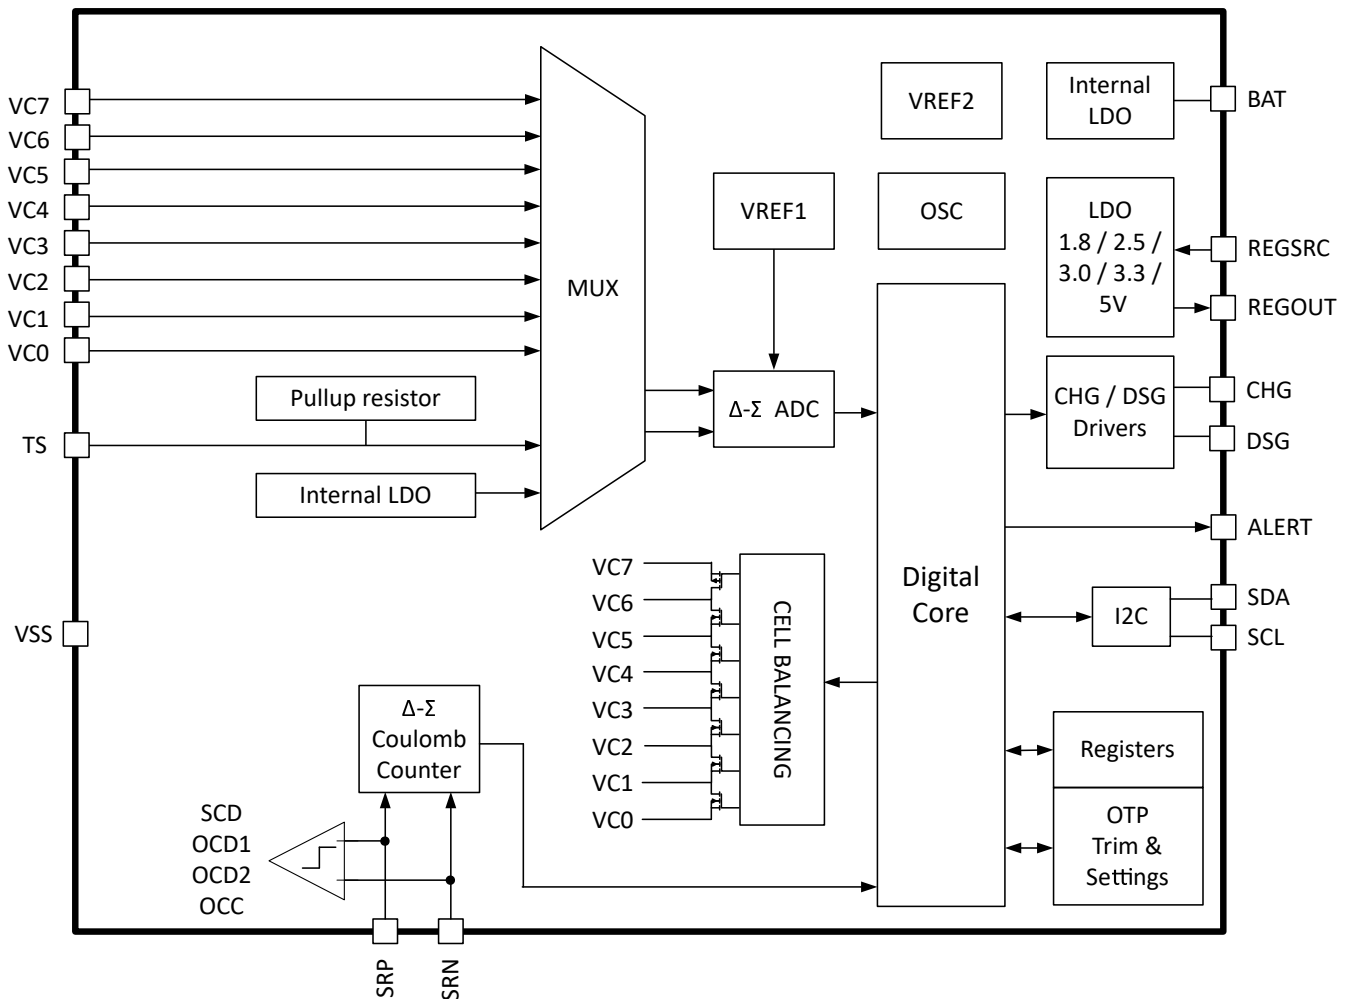 VC7
VC6
VC5
VC4
VC3
VC2
VC1
VC0
TS
VSS
Pullup resistor
Internal LDO
MUX
VREF1
Δ-Σ ADC
VREF2
OSC
Internal
LDO
LDO
1.8 / 2.5 /
3.0 / 3.3 /
5V
CHG / DSG
Drivers
BAT
REGSRC
REGOUT
CHG
DSG
ALERT
SDA
SCL
I2C
Digital
Core
VC7
VC6
VC5
VC4
VC3
VC2
VC1
VC0
CELL BALANCING
Registers
OTP
Trim &
Settings
Δ-Σ
Coulomb
Counter
SCD
OCD1
OCD2
OCC
SRP
SRN